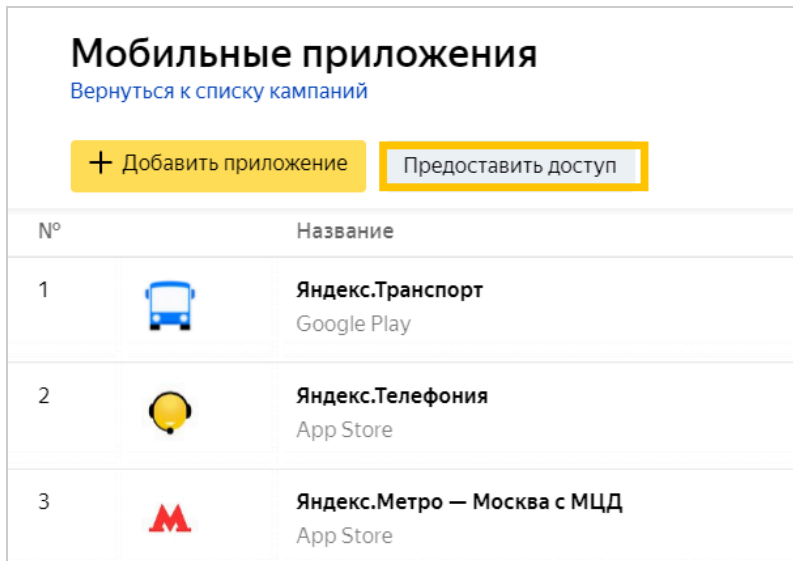 Мобильные приложения
Вернуться к списку кампаний
+ Добавить приложение Предоставить доступ
№ Название
1 Яндекс.Транспорт
Google Play
2 Яндекс.Телефония
App Store
3 Яндекс.Метро — Москва с МЦД
App Store